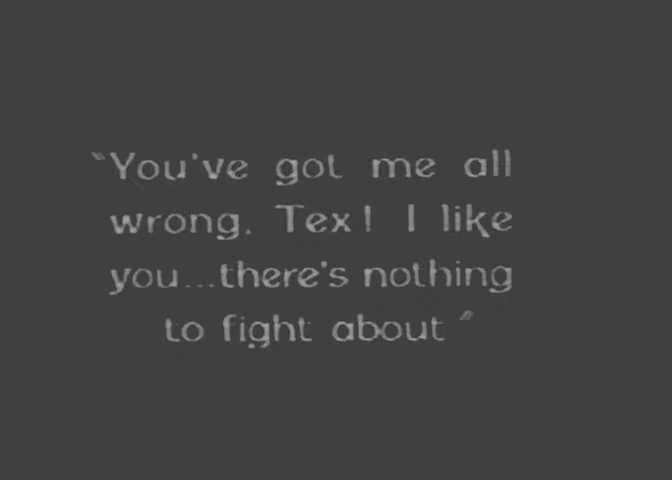 "You've got me all
wrong, Tex! I like
you...there's nothing
to fight about"